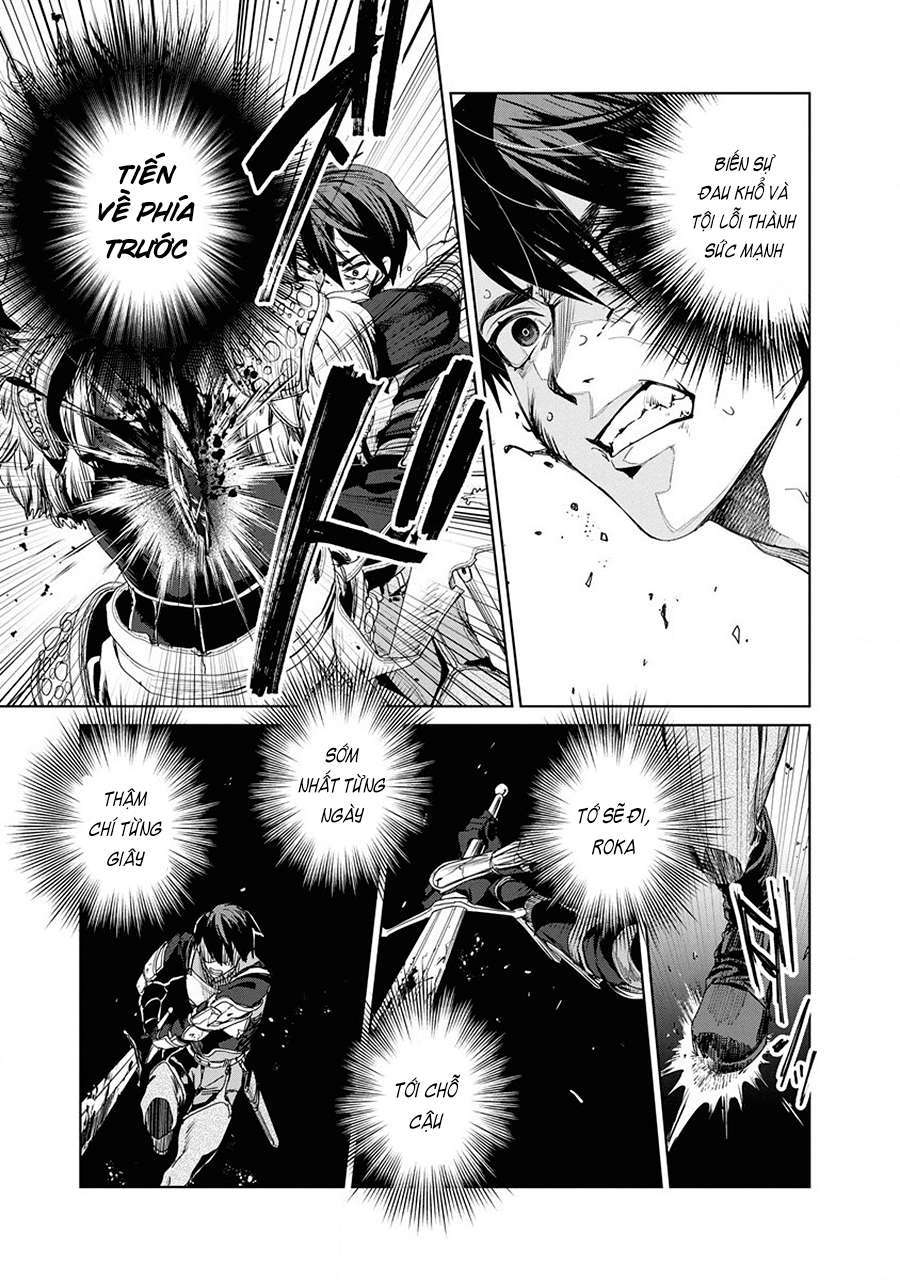 BIẾN SỰ
ĐAU KHỔ VÀ
TỘI LỖI THÀNH
SỨC MẠNH
TIẾN
VỀ PHÍA
TRƯỚC
TỚ SẼ ĐI,
ROKA
SỚM
NHẤT TỪNG
NGÀY
TỚI CHỖ
CẬU
THẬM
CHÍ TỪNG
GIÂY